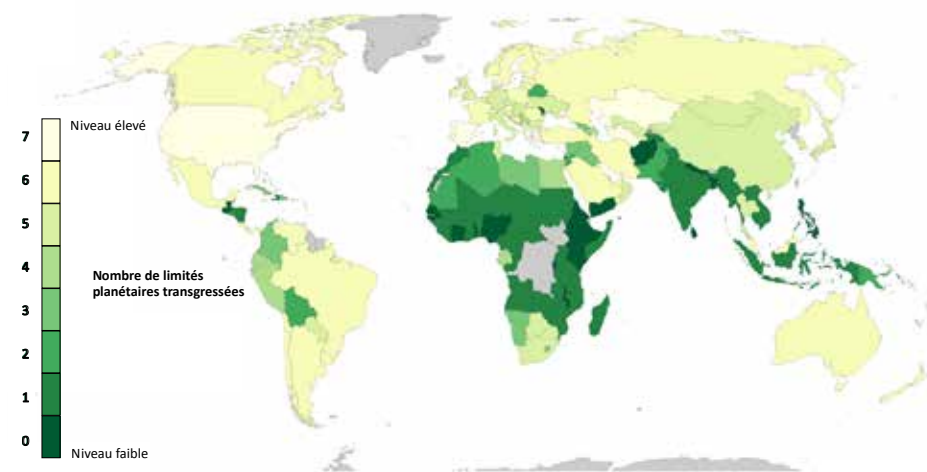 7
Niveau élevé
6
5
4
Nombre de limités
planétaires transgressées
3
2
1
0
Niveau faible